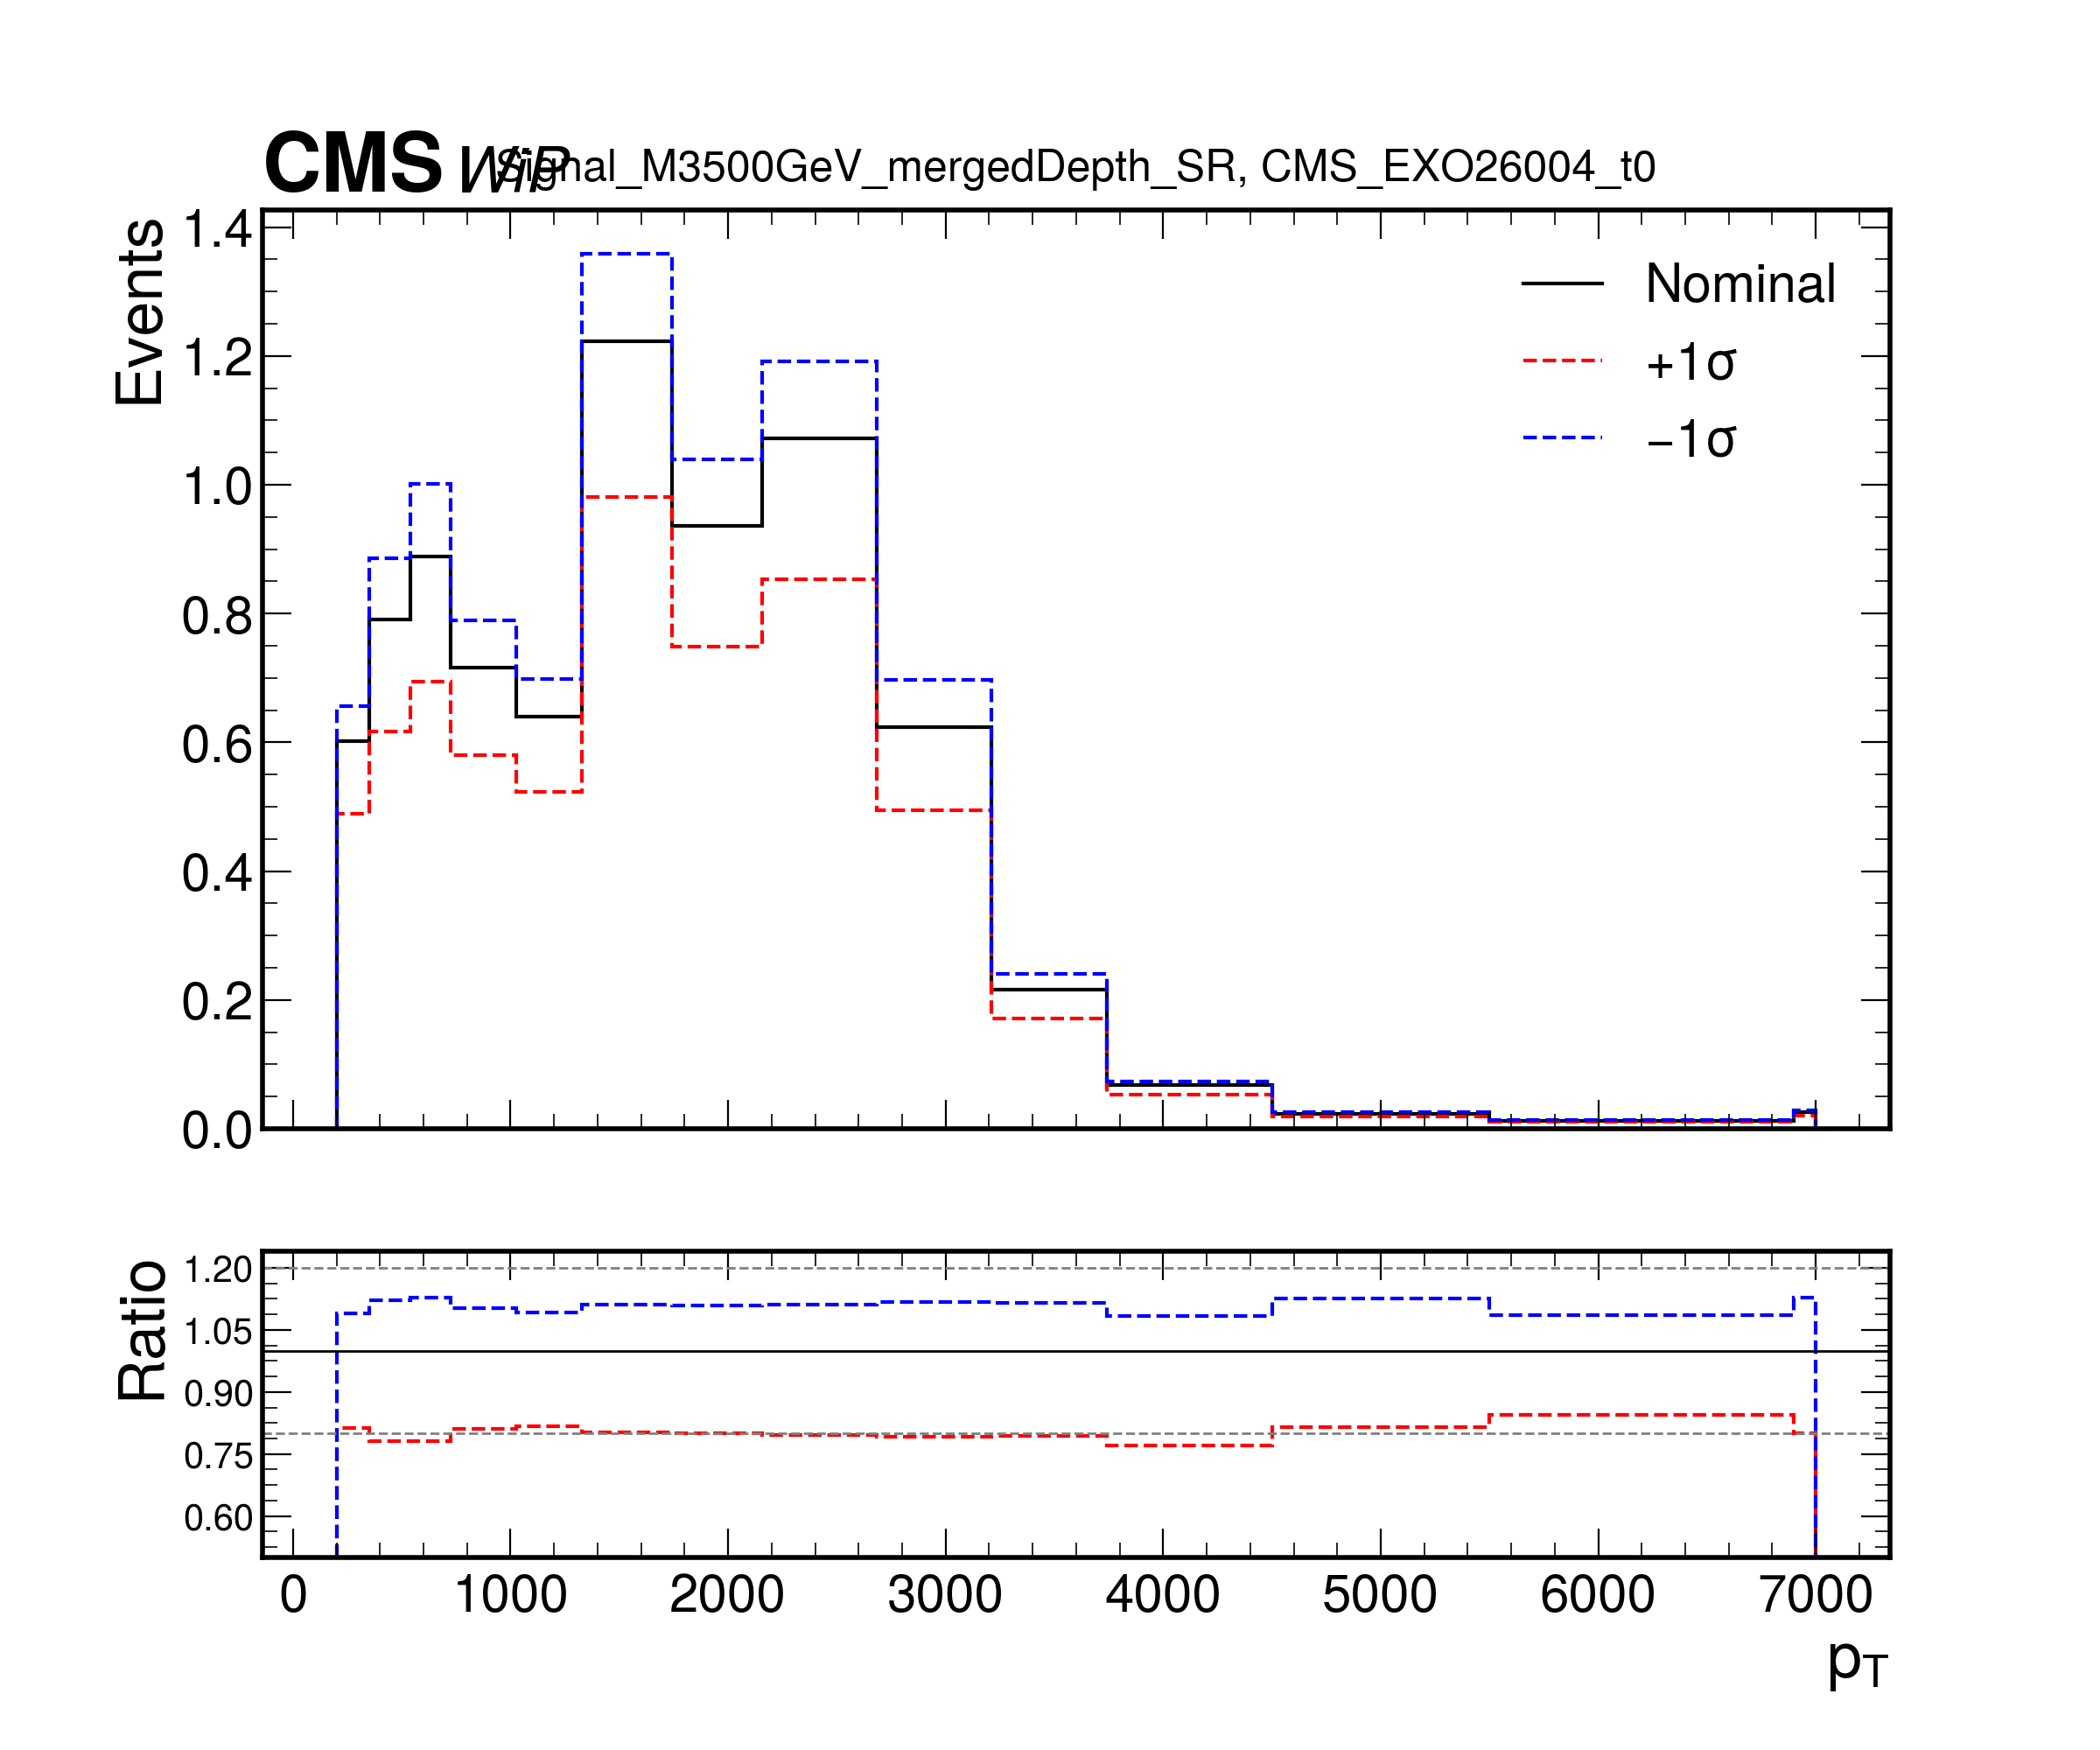 CMS WiP Signal_M3500GeV_mergedDepth_SR, CMS_EXO26004_t0
Events
1.4
1.2
1.0
0.8
0.6
0.4
0.2
0.0
Nominal
+1σ
−1σ
Ratio
1.20
1.05
0.90
0.75
0.60
0 1000 2000 3000 4000 5000 6000 7000
pT